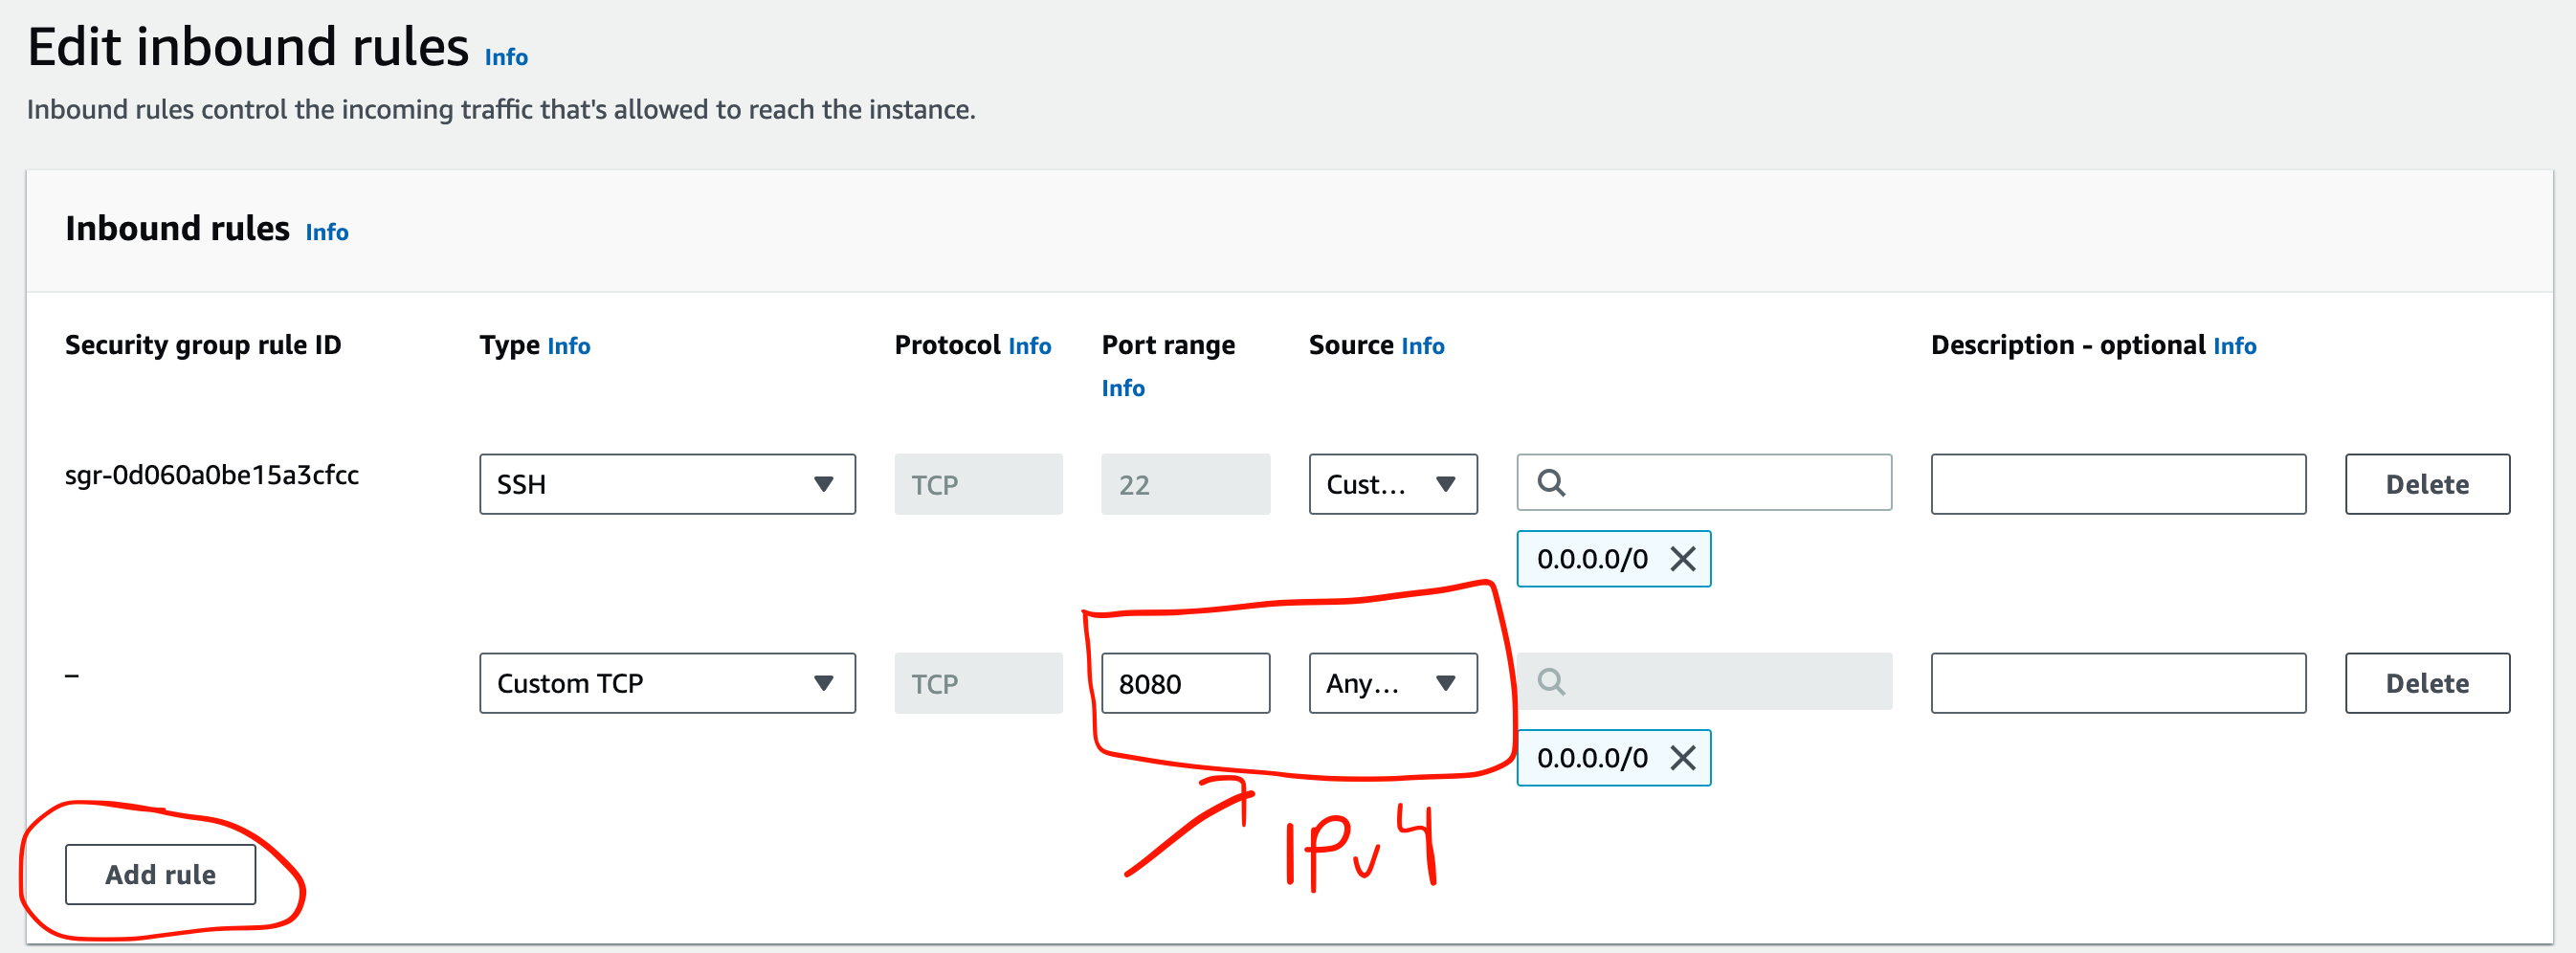 Edit inbound rules Info
Inbound rules control the incoming traffic that's allowed to reach the instance.
Inbound rules Info
Security group rule ID Type Info Protocol Info Port range Info Source Info Description - optional Info
sgr-0d060a0be15a3cfcc SSH TCP 22 Cust... Delete
0.0.0.0/0
– Custom TCP TCP 8080 Any... Delete
0.0.0.0/0
IPv4
Add rule